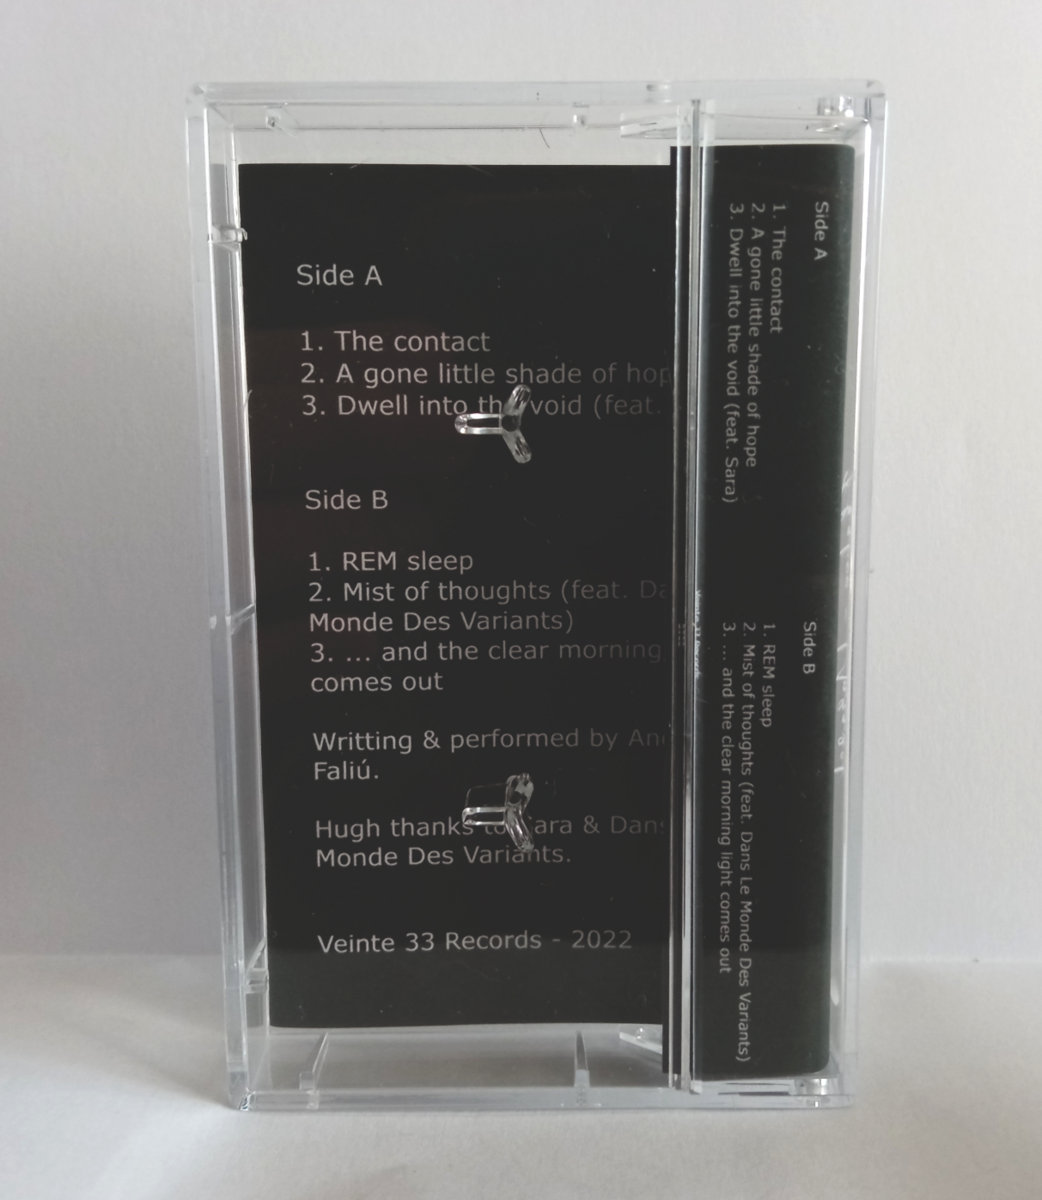 Side A
1. The contact
2. A gone little shade of hop
3. Dwell into the void (feat.
Side B
1. REM sleep
2. Mist of thoughts (feat. Da
Monde Des Variants)
3. ... and the clear morning
comes out
Writting & performed by An
Faliú.
Hugh thanks to Sara & Dans
Monde Des Variants.
Veinte 33 Records - 2022
Side A
1. The contact
2. A gone little shade of hope
3. Dwell into the void (feat. Sara)
Side B
1. REM sleep
2. Mist of thoughts (feat. Dans Le Monde Des Variants)
3. ... and the clear morning light comes out